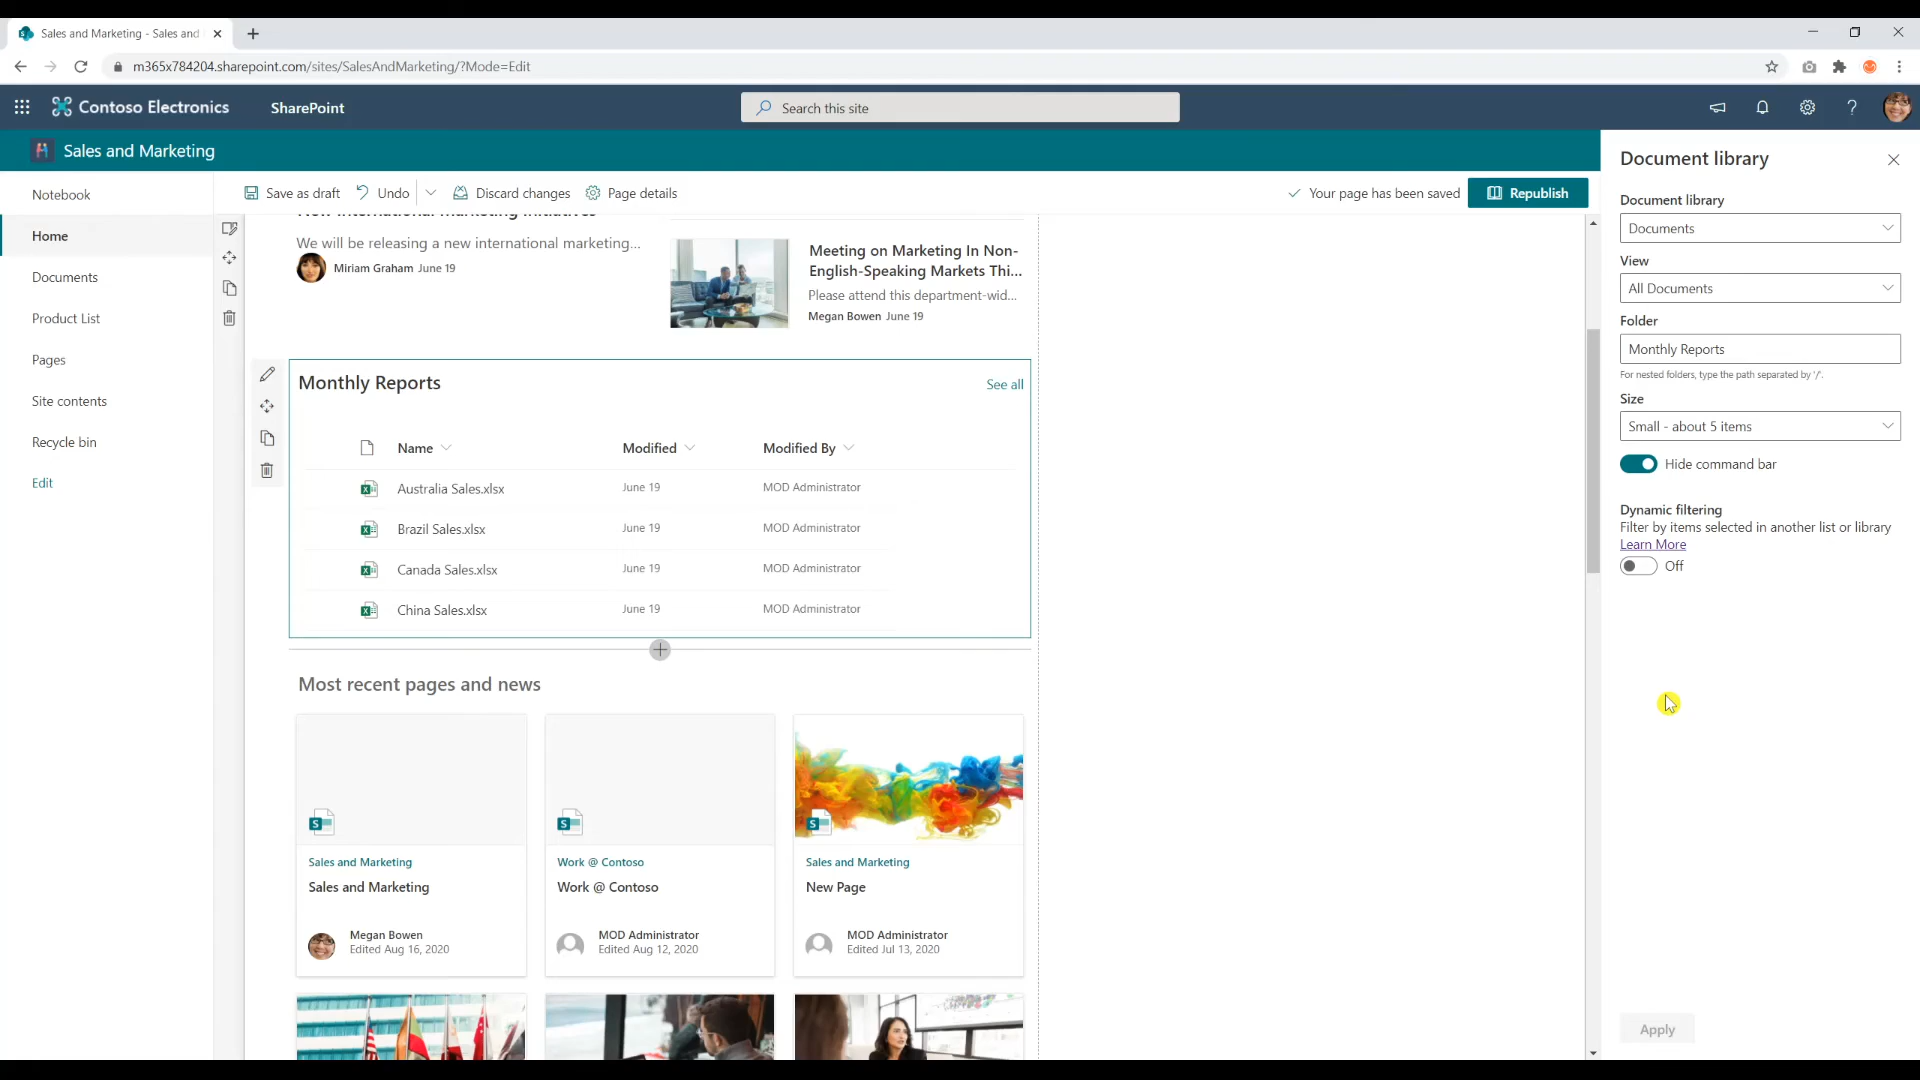 Sales and Marketing - Sales and
m365x784204.sharepoint.com/sites/SalesAndMarketing/?Mode=Edit
Contoso Electronics
SharePoint
Search this site
Sales and Marketing
Notebook
Home
Documents
Product List
Pages
Site contents
Recycle bin
Edit
Save as draft
Undo
Discard changes
Page details
Your page has been saved
Republish
New International Marketing Initiatives
We will be releasing a new international marketing...
Miriam Graham June 19
Meeting on Marketing In Non-
English-Speaking Markets Thi...
Please attend this department-wid...
Megan Bowen June 19
Monthly Reports
See all
Name Modified Modified By
Australia Sales.xlsx June 19 MOD Administrator
Brazil Sales.xlsx June 19 MOD Administrator
Canada Sales.xlsx June 19 MOD Administrator
China Sales.xlsx June 19 MOD Administrator
Most recent pages and news
Sales and Marketing
Sales and Marketing
Megan Bowen
Edited Aug 16, 2020
Work @ Contoso
Work @ Contoso
MOD Administrator
Edited Aug 12, 2020
Sales and Marketing
New Page
MOD Administrator
Edited Jul 13, 2020
Document library
Document library
Documents
View
All Documents
Folder
Monthly Reports
For nested folders, type the path separated by '/'.
Size
Small - about 5 items
Hide command bar
Dynamic filtering
Filter by items selected in another list or library
Learn More
Off
Apply